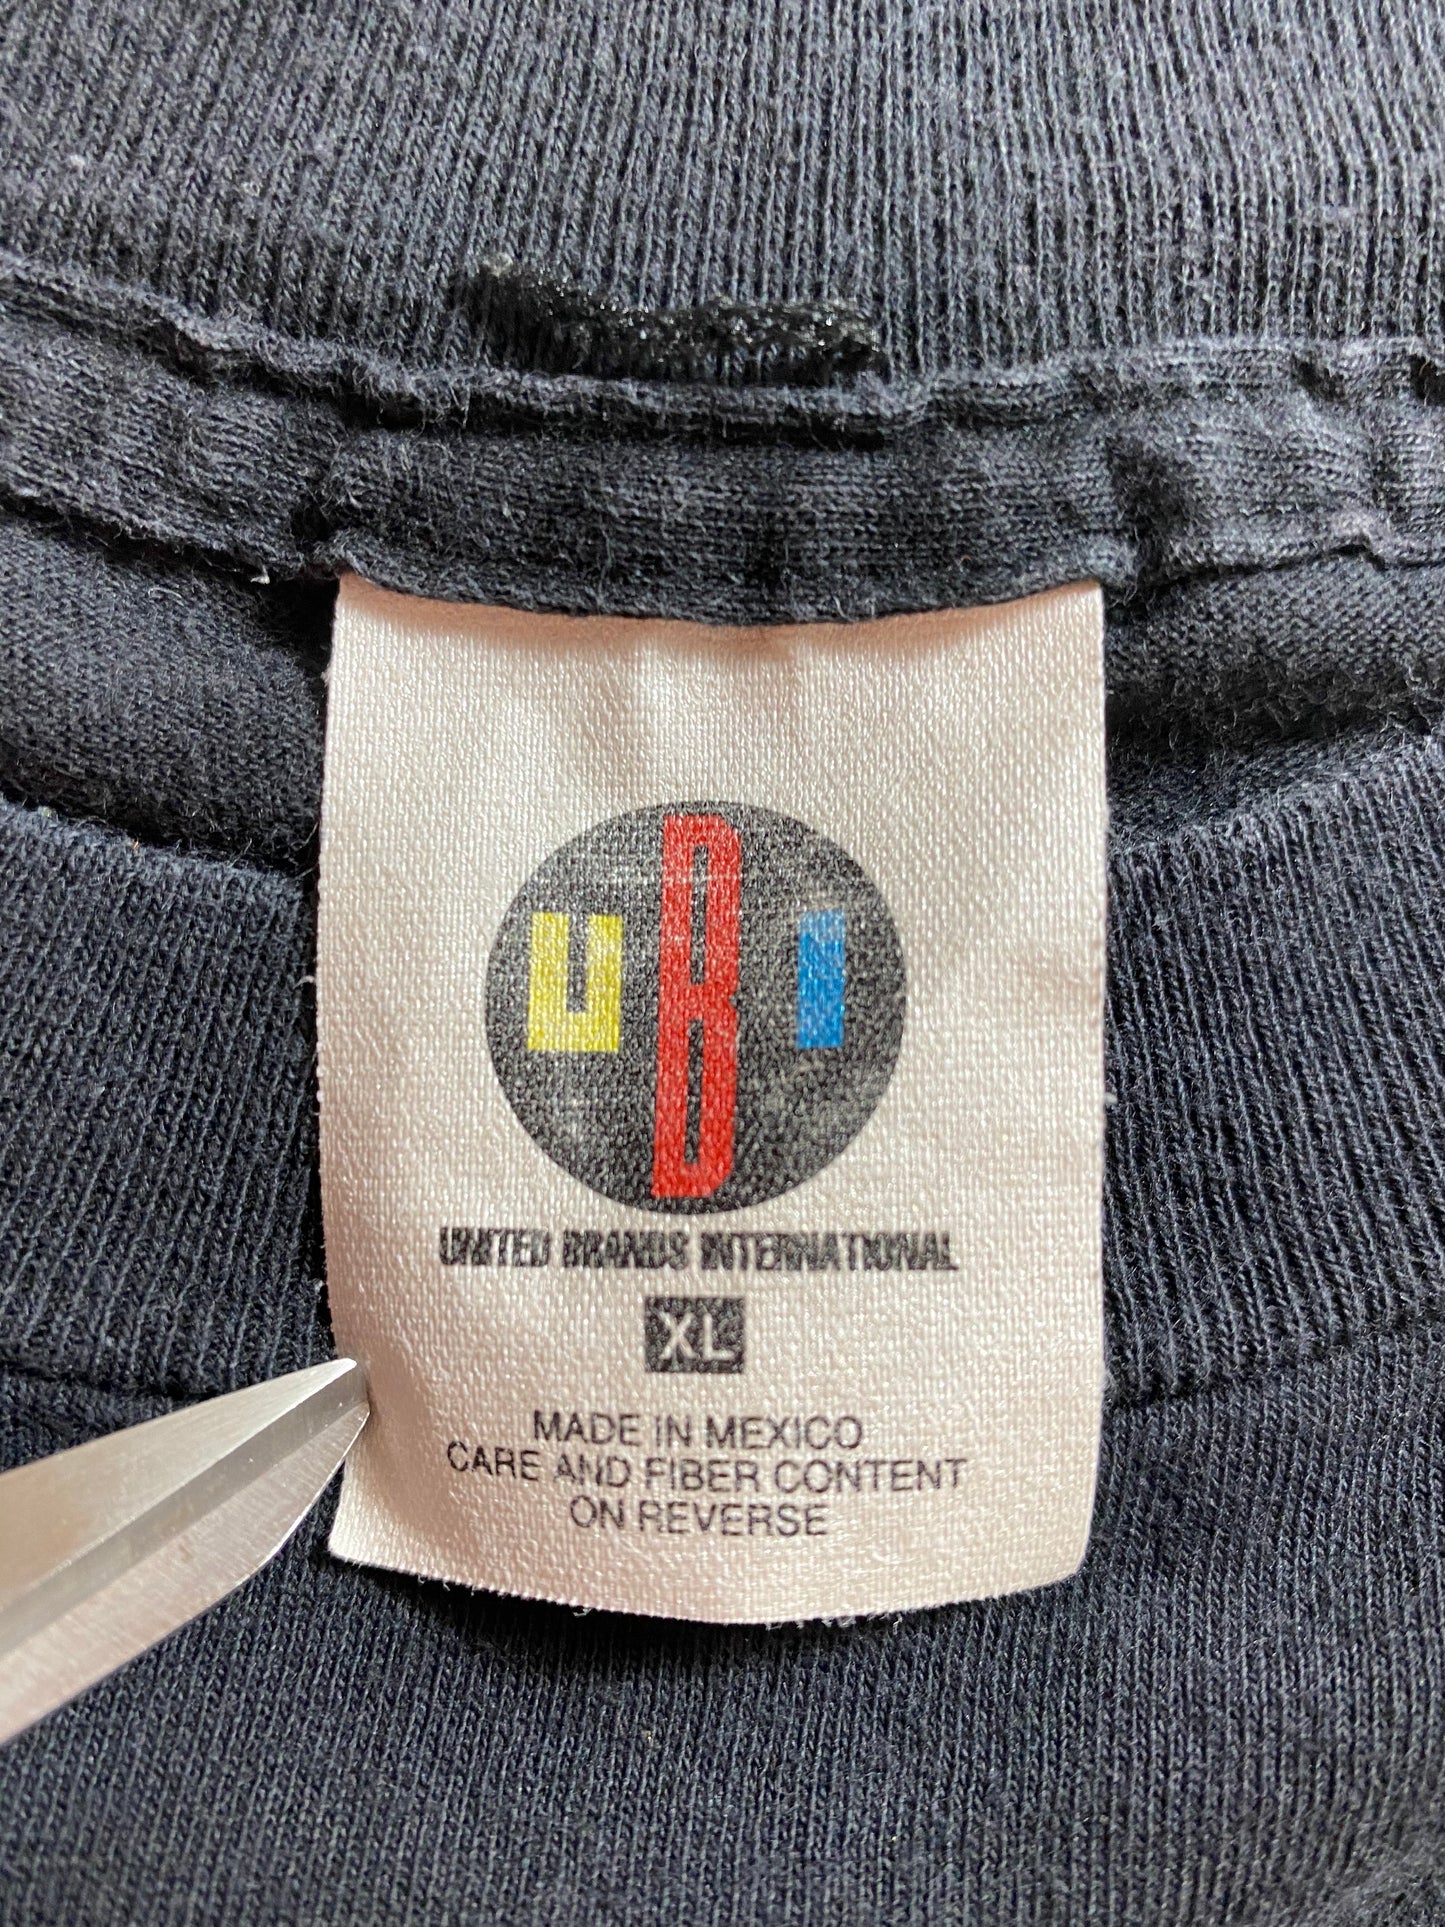 UBI
UNITED BRANDS INTERNATIONAL
XL
MADE IN MEXICO
CARE AND FIBER CONTENT
ON REVERSE